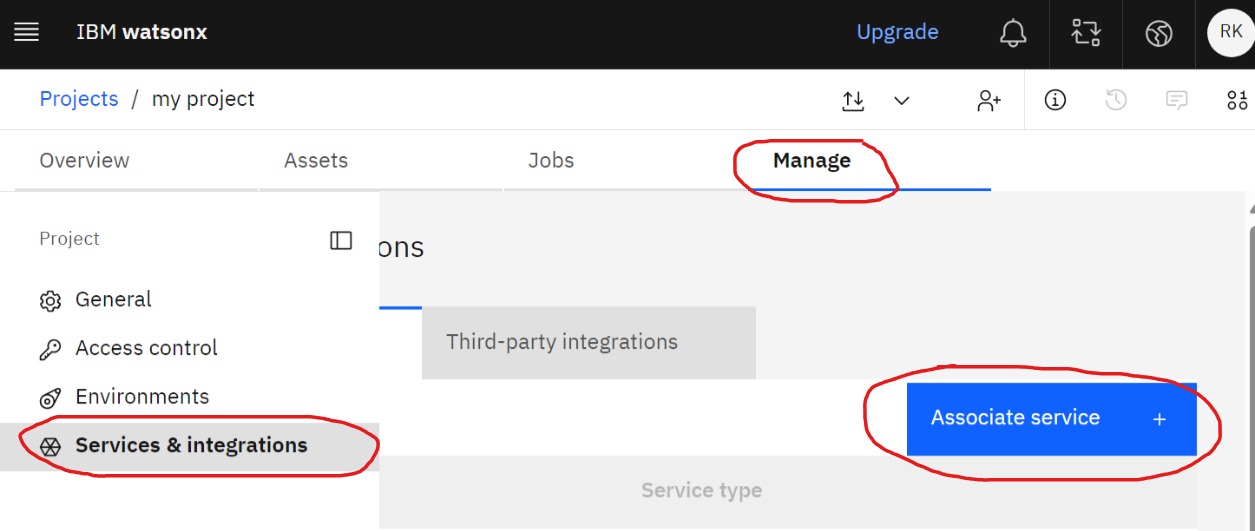 IBM watsonx
Upgrade
RK
Projects / my project
Overview
Assets
Jobs
Manage
Project
ons
General
Third-party integrations
Access control
Environments
Associate service +
Services & integrations
Service type